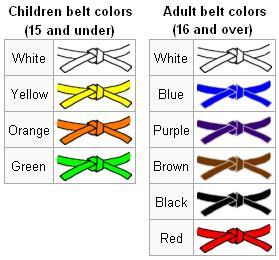 Children belt colors
(15 and under)
White
Yellow
Orange
Green
Adult belt colors
(16 and over)
White
Blue
Purple
Brown
Black
Red